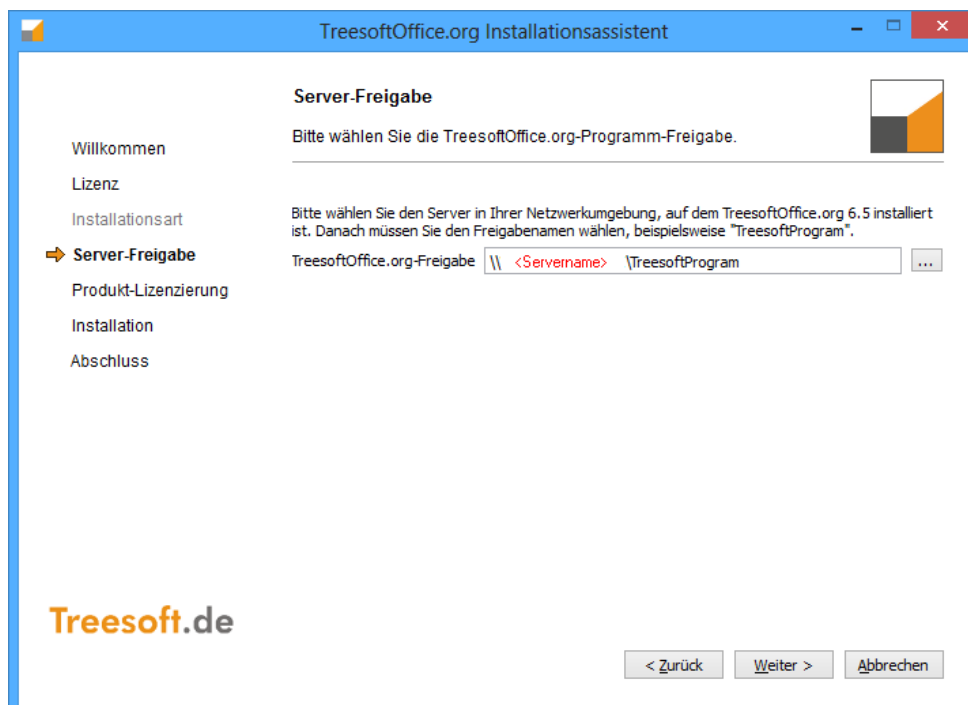 TreesoftOffice.org Installationsassistent
Server-Freigabe
Bitte wählen Sie die TreesoftOffice.org-Programm-Freigabe.
Willkommen
Lizenz
Installationsart
Server-Freigabe
Produkt-Lizenzierung
Installation
Abschluss
Bitte wählen Sie den Server in Ihrer Netzwerkumgebung, auf dem TreesoftOffice.org 6.5 installiert
ist. Danach müssen Sie den Freigabenamen wählen, beispielsweise "TreesoftProgram".
TreesoftOffice.org-Freigabe \\ <Servername> \TreesoftProgram ...
Treesoft.de
< Zurück Weiter > Abbrechen